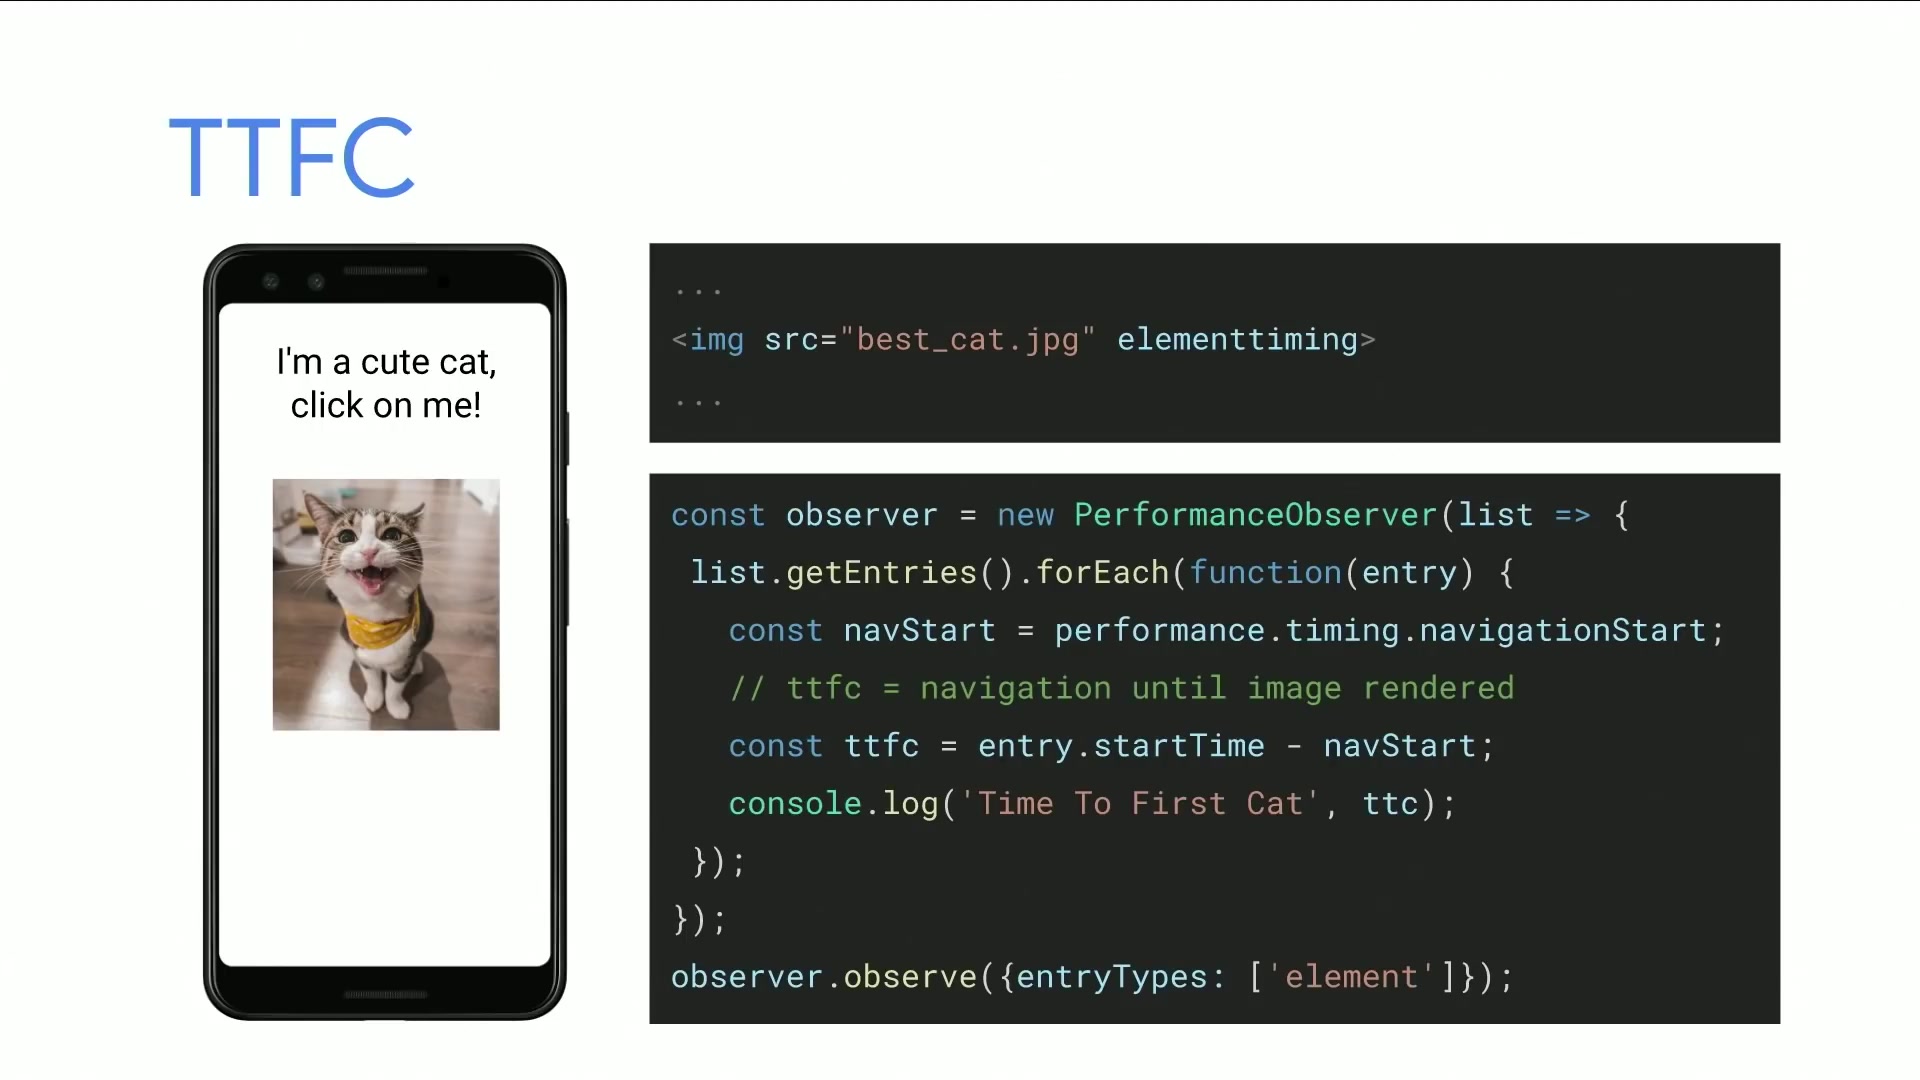 TTFC
I'm a cute cat,
click on me!
...
<img src="best_cat.jpg" elementtiming>
...
const observer = new PerformanceObserver(list => {
list.getEntries().forEach(function(entry) {
const navStart = performance.timing.navigationStart;
// ttfc = navigation until image rendered
const ttfc = entry.startTime - navStart;
console.log('Time To First Cat', ttc);
});
});
observer.observe({entryTypes: ['element']});